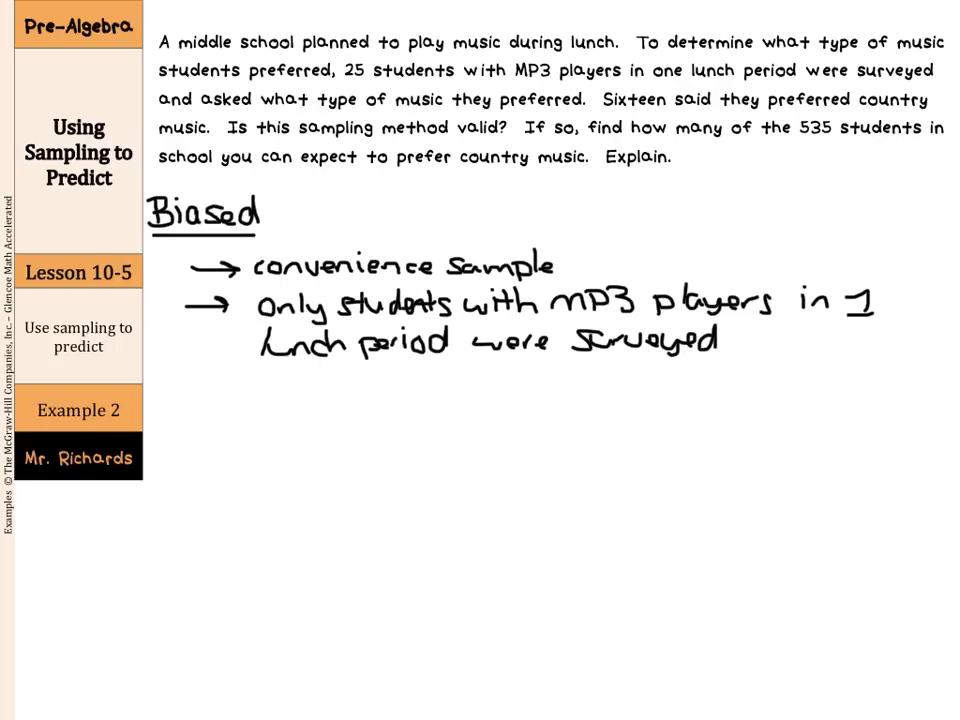 Pre-Algebra
Using
Sampling to
Predict
Lesson 10-5
Use sampling to
predict
Example 2
Mr. Richards
Examples © The McGraw-Hill Companies, Inc. – Glencoe Math Accelerated
A middle school planned to play music during lunch. To determine what type of music
students preferred, 25 students with MP3 players in one lunch period were surveyed
and asked what type of music they preferred. Sixteen said they preferred country
music. Is this sampling method valid? If so, find how many of the 535 students in
school you can expect to prefer country music. Explain.
Biased
→ convenience sample
→ Only students with MP3 players in 1
lunch period were surveyed